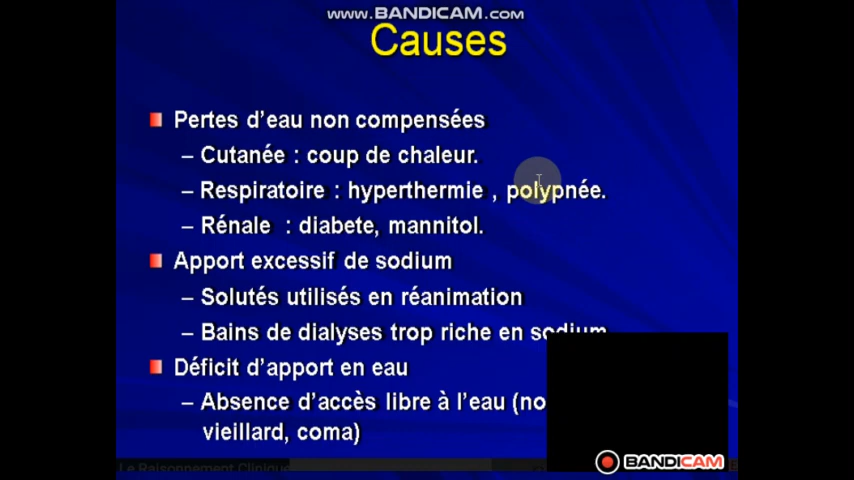 www.BANDICAM.com
Causes
Pertes d'eau non compensées
– Cutanée : coup de chaleur.
– Respiratoire : hyperthermie , polypnée.
– Rénale : diabete, mannitol.
Apport excessif de sodium
– Solutés utilisés en réanimation
– Bains de dialyses trop riche en sodium
Déficit d'apport en eau
– Absence d'accès libre à l'eau (no
vieillard, coma)
Le Raisonnement Clinique
BANDICAM